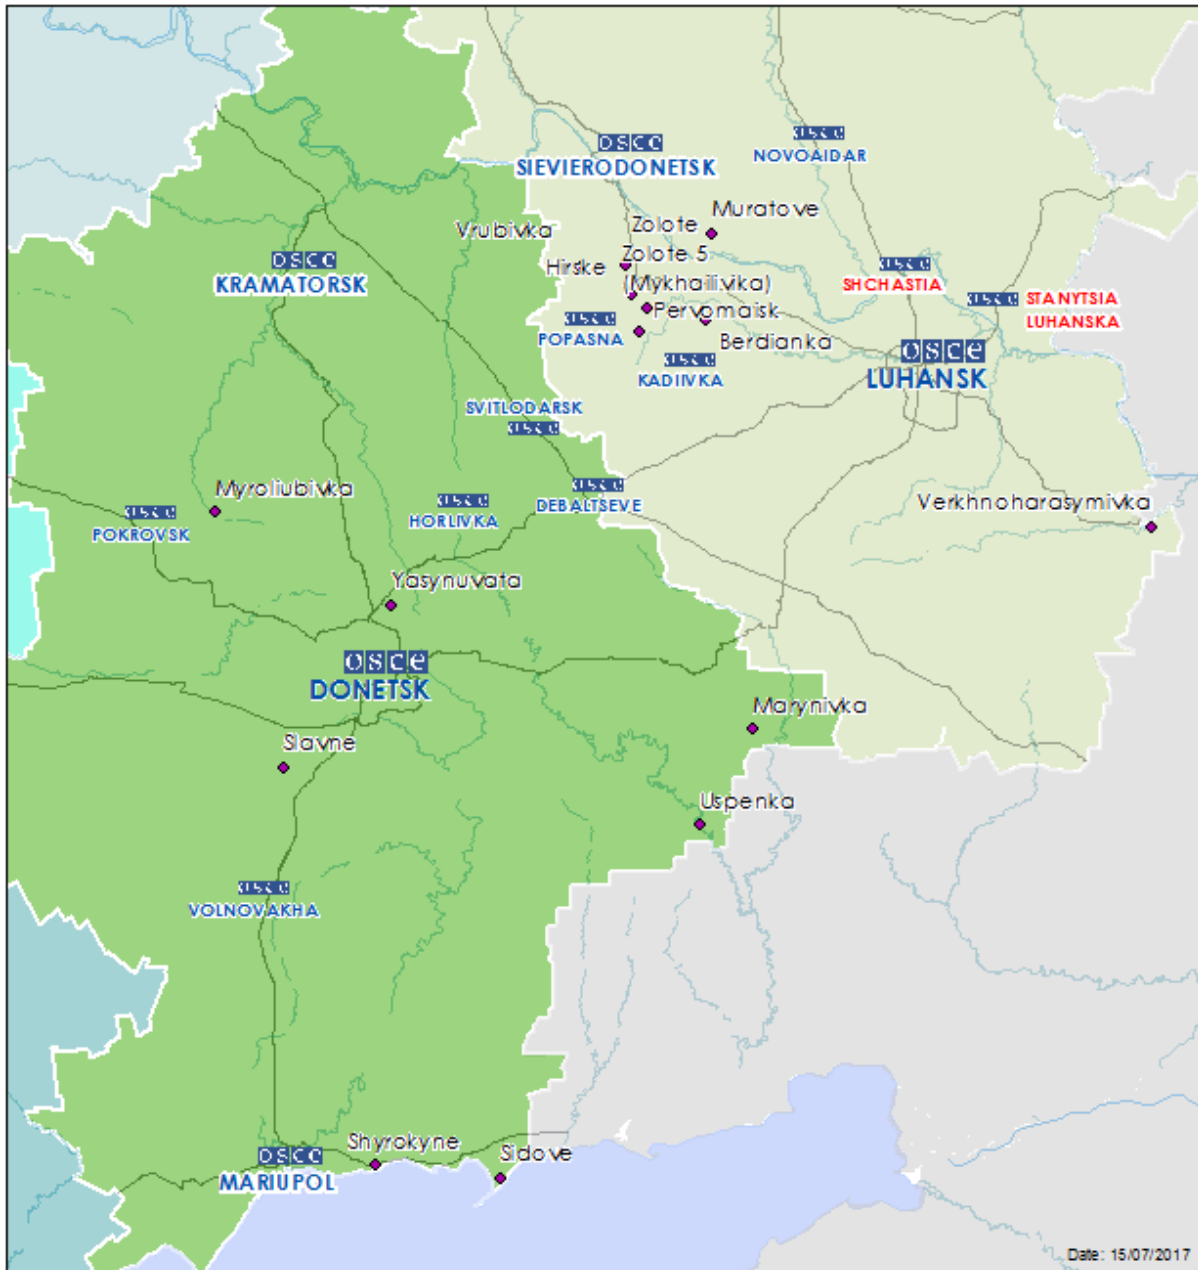 osce
SIEVIERODONETSK
osce
NOVOAIDAR
Muratove
Zolote
Vrubivka
Zolote 5
(Mykhailivka)
Hirske
osce
KRAMATORSK
osce
SHCHASTIA
osce
STANYTSIA
LUHANSKA
Pervomaisk
osce
POPASNA
Berdianka
osce
LUHANSK
osce
KADIIVKA
SVITLODARSK
osce
Myroliubivka
osce
HORLIVKA
osce
DEBALTSEVE
Verkhnoharasymivka
osce
POKROVSK
Yasynuvata
osce
DONETSK
Marynivka
Slavne
Uspenka
osce
VOLNOVAKHA
Shyrokyne
Sidove
osce
MARIUPOL
Date: 15/07/2017